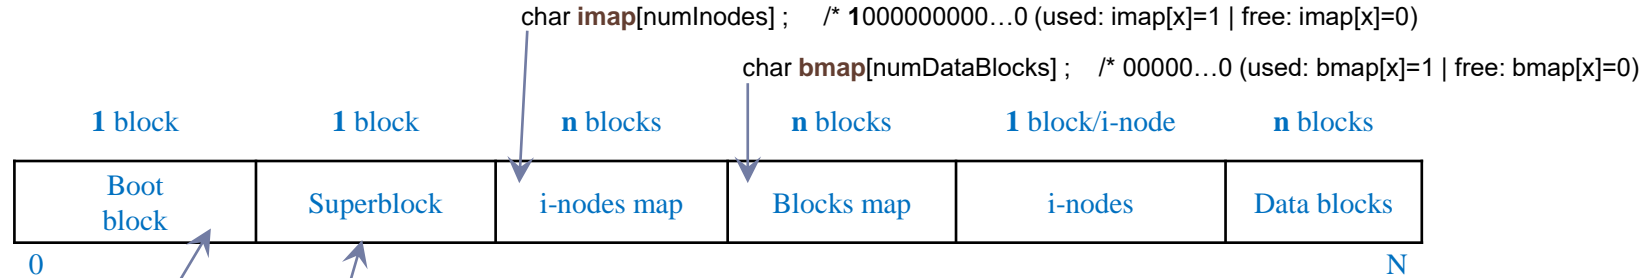 char imap[numInodes] ; /* 1000000000…0 (used: imap[x]=1 | free: imap[x]=0)
char bmap[numDataBlocks] ; /* 00000…0 (used: bmap[x]=1 | free: bmap[x]=0)
1 block 1 block n blocks n blocks 1 block/i-node n blocks
Boot
block
Superblock
i-nodes map
Blocks map
i-nodes
Data blocks
0 N